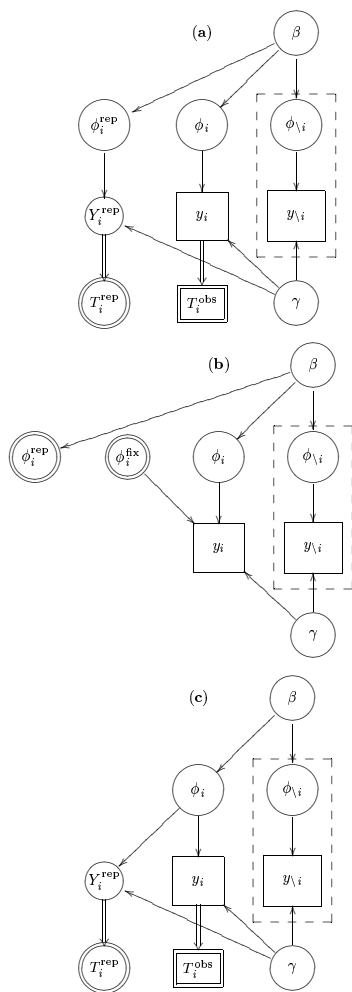 (a) β
ϕ_i^rep ϕ_i ϕ_\i
Y_i^rep y_i y_\i
T_i^rep T_i^obs γ
(b) β
ϕ_i^rep ϕ_i^fix ϕ_i ϕ_\i
y_i y_\i
γ
(c) β
ϕ_i ϕ_\i
Y_i^rep y_i y_\i
T_i^rep T_i^obs γ